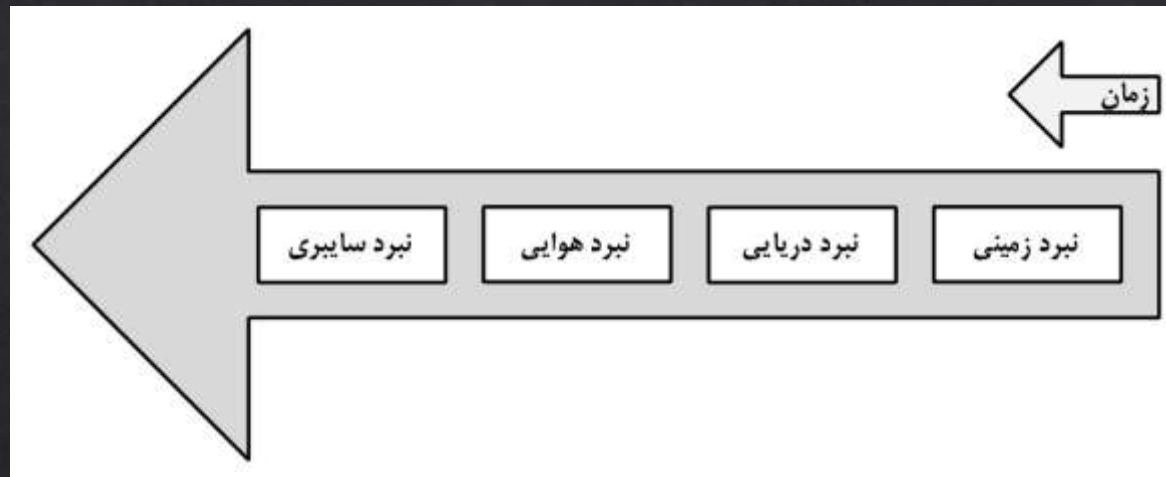 زمان
نبرد زمینی
نبرد دریایی
نبرد هوایی
نبرد سایبری